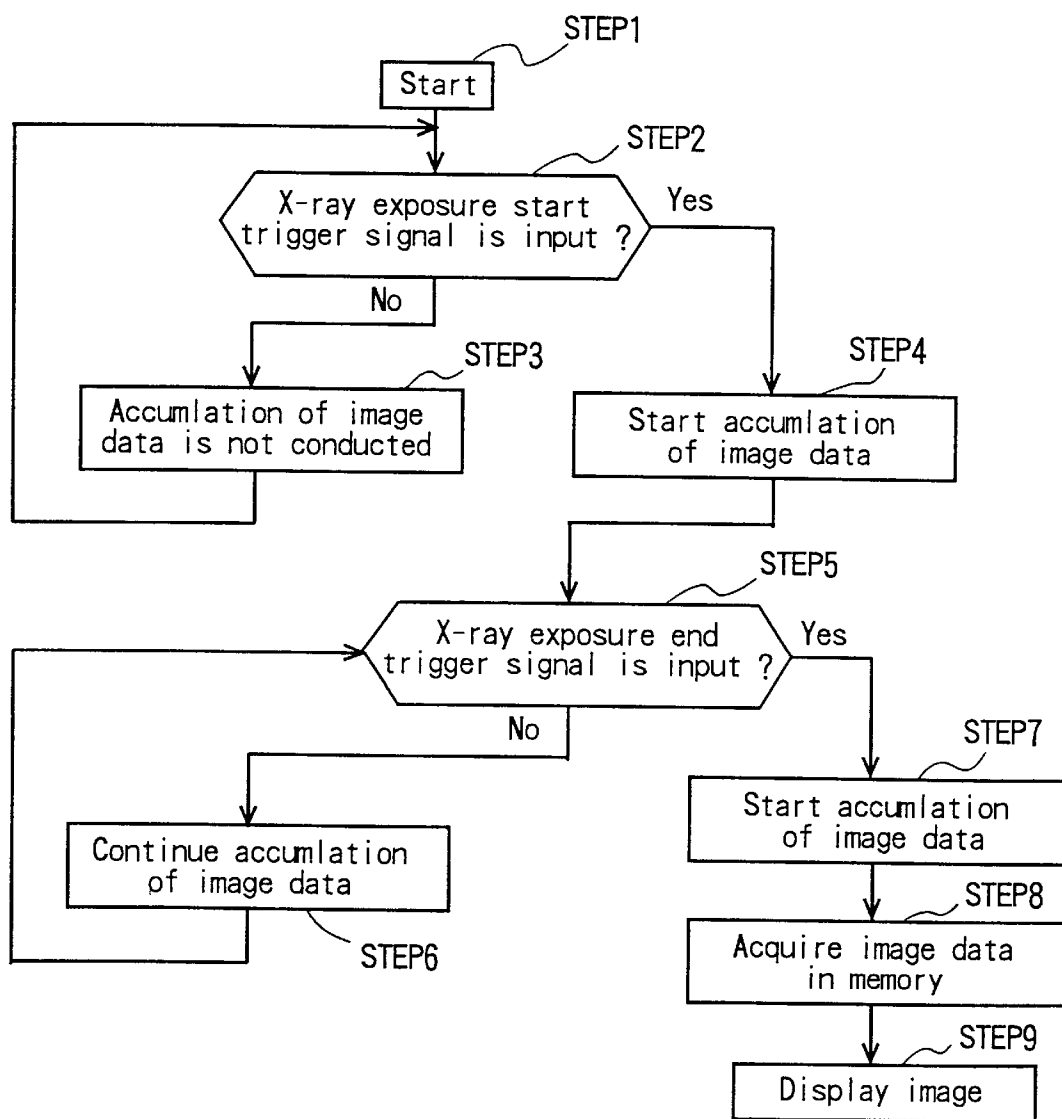 STEP1
Start
STEP2
X-ray exposure start
trigger signal is input ?
Yes
No
STEP3
Accumlation of image
data is not conducted
STEP4
Start accumlation
of image data
STEP5
X-ray exposure end
trigger signal is input ?
Yes
No
STEP7
Start accumlation
of image data
Continue accumlation
of image data
STEP6
STEP8
Acquire image data
in memory
STEP9
Display image